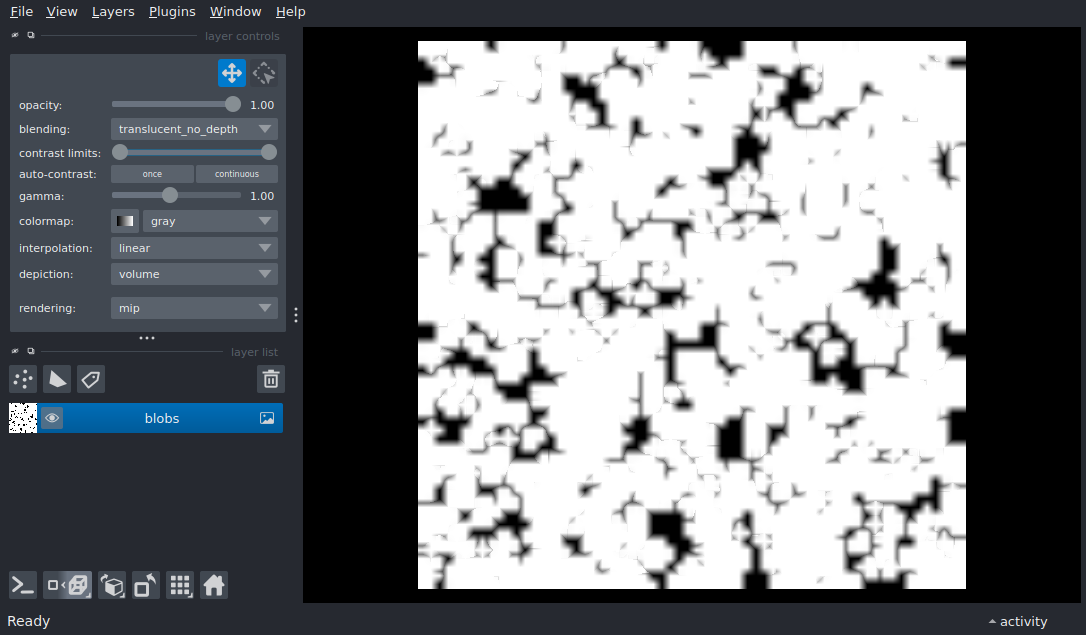 File View Layers Plugins Window Help
layer controls
opacity: 1.00
blending: translucent_no_depth
contrast limits:
auto-contrast: once continuous
gamma: 1.00
colormap: gray
interpolation: linear
depiction: volume
rendering: mip
layer list
blobs
Ready activity